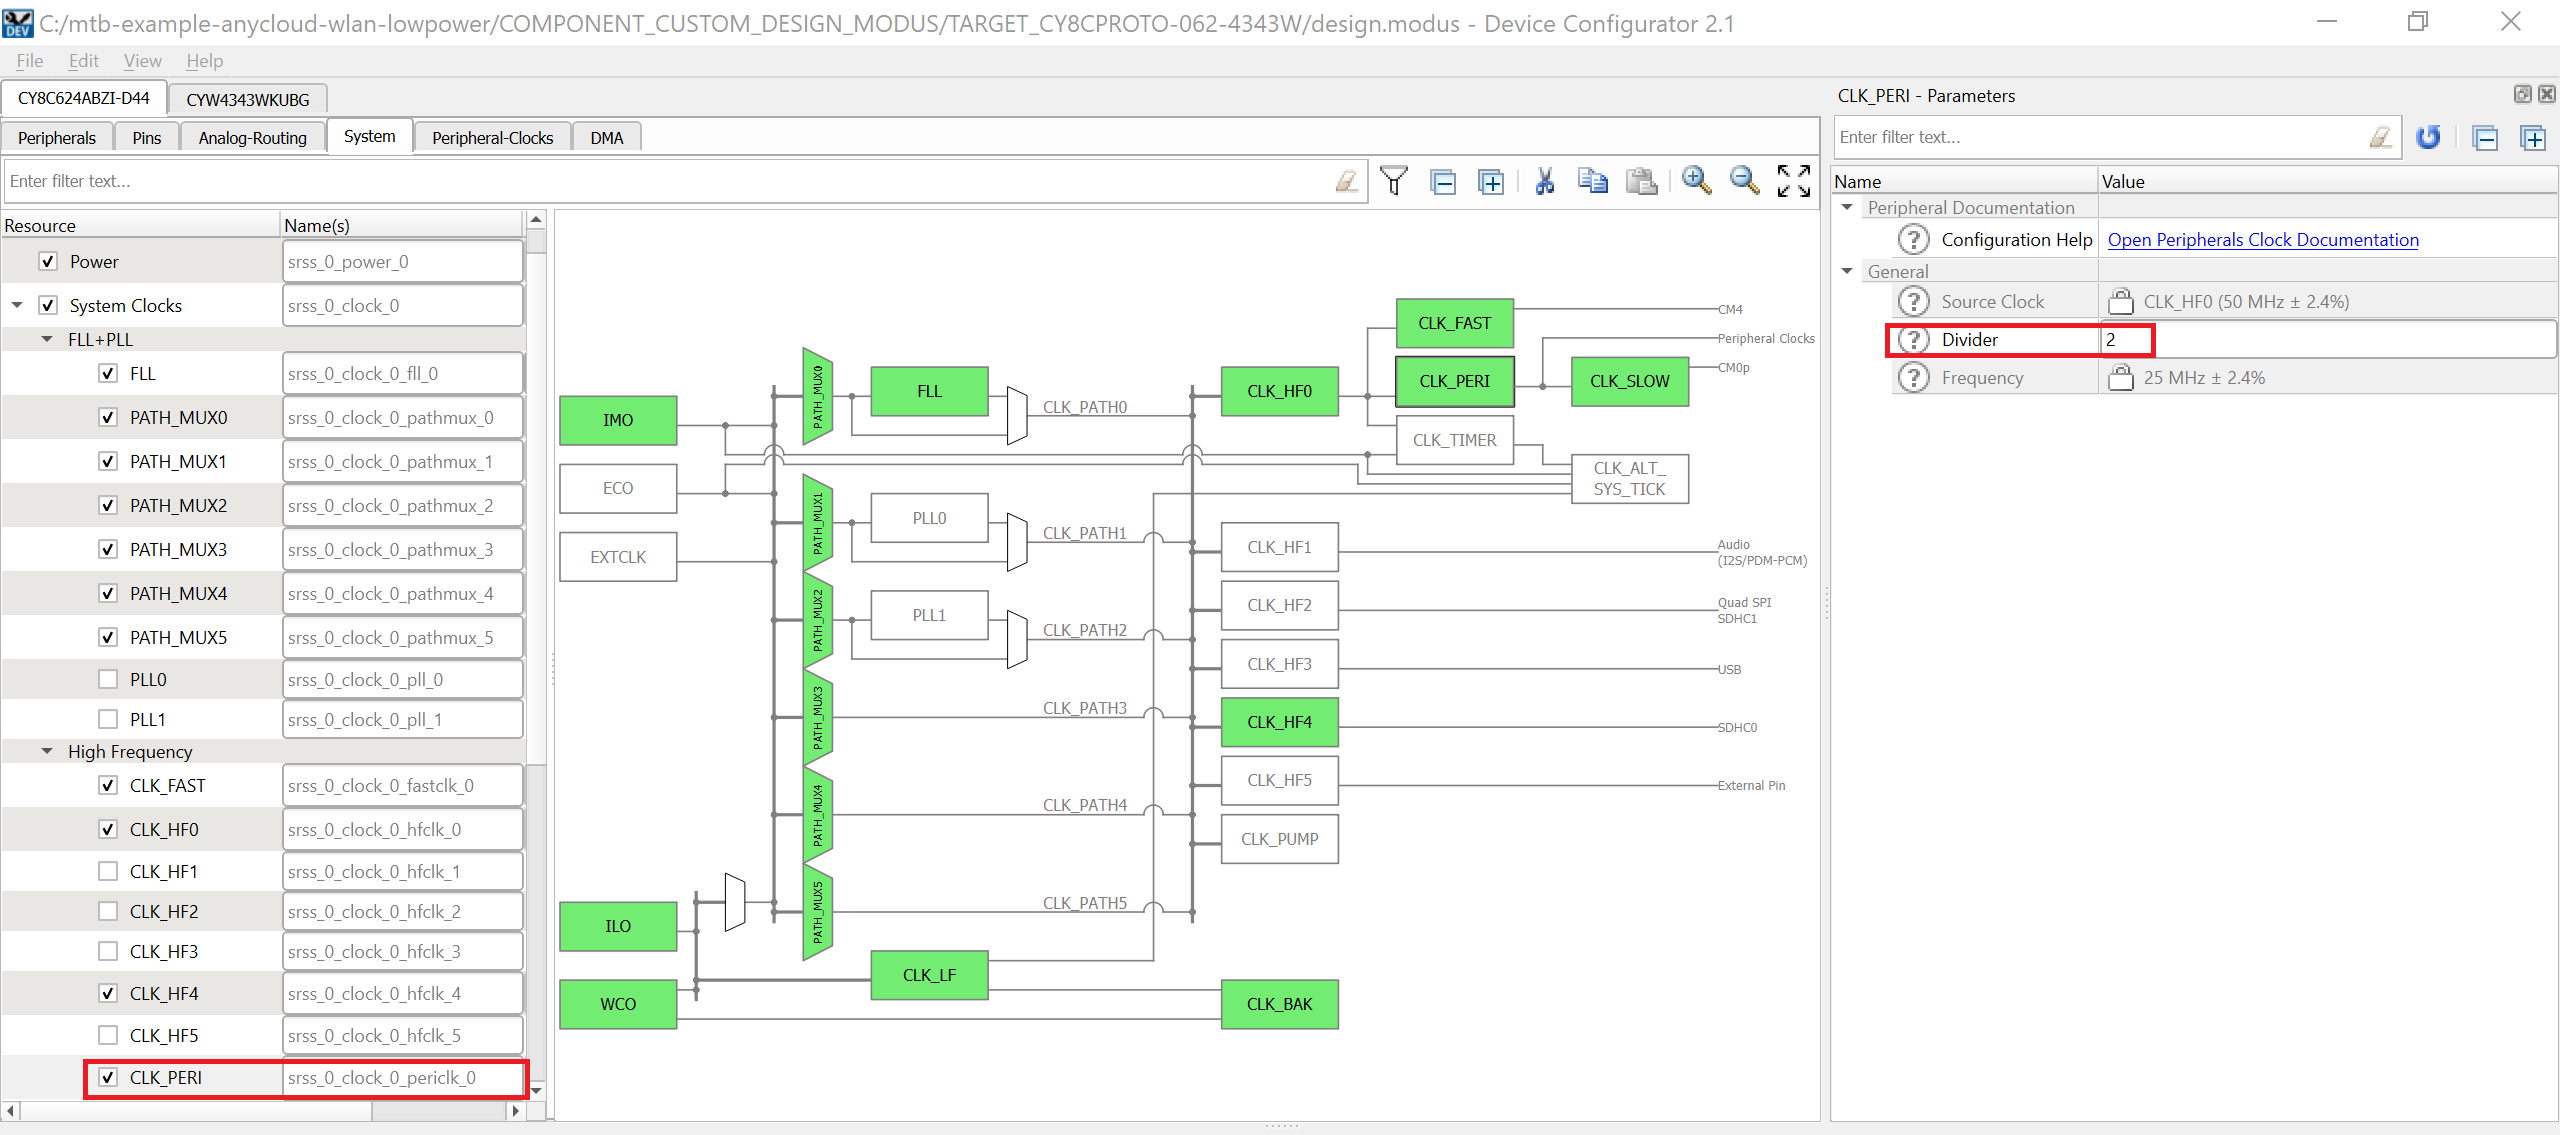 C:/mtb-example-anycloud-wlan-lowpower/COMPONENT_CUSTOM_DESIGN_MODUS/TARGET_CY8CPROTO-062-4343W/design.modus - Device Configurator 2.1
File Edit View Help
CY8C624ABZI-D44 CYW4343WKUBG
Peripherals Pins Analog-Routing System Peripheral-Clocks DMA
Enter filter text...
Resource Name(s)
Power srss_0_power_0
System Clocks srss_0_clock_0
FLL+PLL
FLL srss_0_clock_0_fll_0
PATH_MUX0 srss_0_clock_0_pathmux_0
PATH_MUX1 srss_0_clock_0_pathmux_1
PATH_MUX2 srss_0_clock_0_pathmux_2
PATH_MUX3 srss_0_clock_0_pathmux_3
PATH_MUX4 srss_0_clock_0_pathmux_4
PATH_MUX5 srss_0_clock_0_pathmux_5
PLL0 srss_0_clock_0_pll_0
PLL1 srss_0_clock_0_pll_1
High Frequency
CLK_FAST srss_0_clock_0_fastclk_0
CLK_HF0 srss_0_clock_0_hfclk_0
CLK_HF1 srss_0_clock_0_hfclk_1
CLK_HF2 srss_0_clock_0_hfclk_2
CLK_HF3 srss_0_clock_0_hfclk_3
CLK_HF4 srss_0_clock_0_hfclk_4
CLK_HF5 srss_0_clock_0_hfclk_5
CLK_PERI srss_0_clock_0_periclk_0
IMO
ECO
EXTCLK
ILO
WCO
PATH_MUX0
PATH_MUX1
PATH_MUX2
PATH_MUX3
PATH_MUX4
PATH_MUX5
FLL
PLL0
PLL1
CLK_LF
CLK_PATH0
CLK_PATH1
CLK_PATH2
CLK_PATH3
CLK_PATH4
CLK_PATH5
CLK_HF0
CLK_HF1
CLK_HF2
CLK_HF3
CLK_HF4
CLK_HF5
CLK_PUMP
CLK_BAK
CLK_FAST
CLK_PERI
CLK_TIMER
CLK_SLOW
CLK_ALT_
SYS_TICK
CM4
Peripheral Clocks
CM0p
Audio
(I2S/PDM-PCM)
Quad SPI
SDHC1
USB
SDHC0
External Pin
CLK_PERI - Parameters
Enter filter text...
Name Value
Peripheral Documentation
Configuration Help Open Peripherals Clock Documentation
General
Source Clock CLK_HF0 (50 MHz ± 2.4%)
Divider 2
Frequency 25 MHz ± 2.4%
DEV